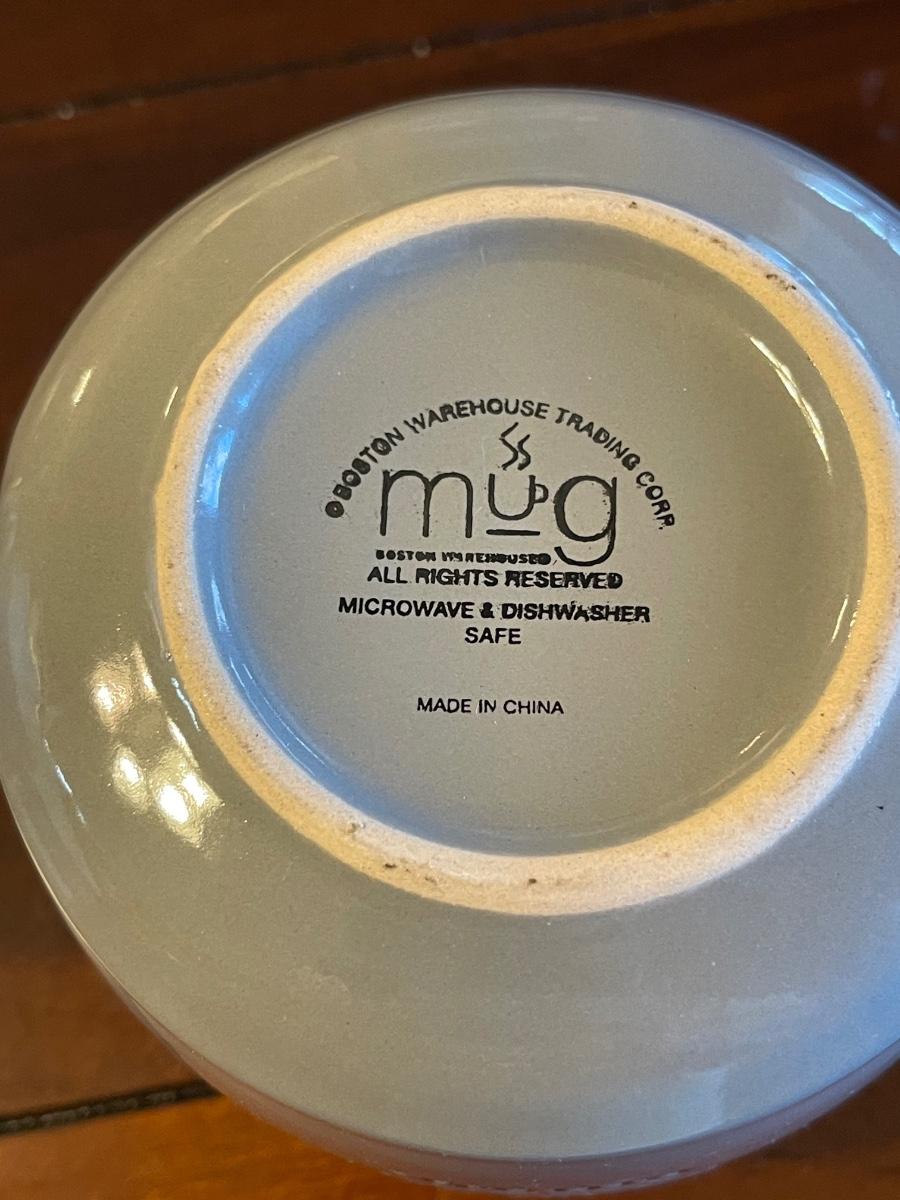 ©BOSTON WAREHOUSE TRADING CORP.
mug
BOSTON WAREHOUSE®
ALL RIGHTS RESERVED
MICROWAVE & DISHWASHER
SAFE
MADE IN CHINA